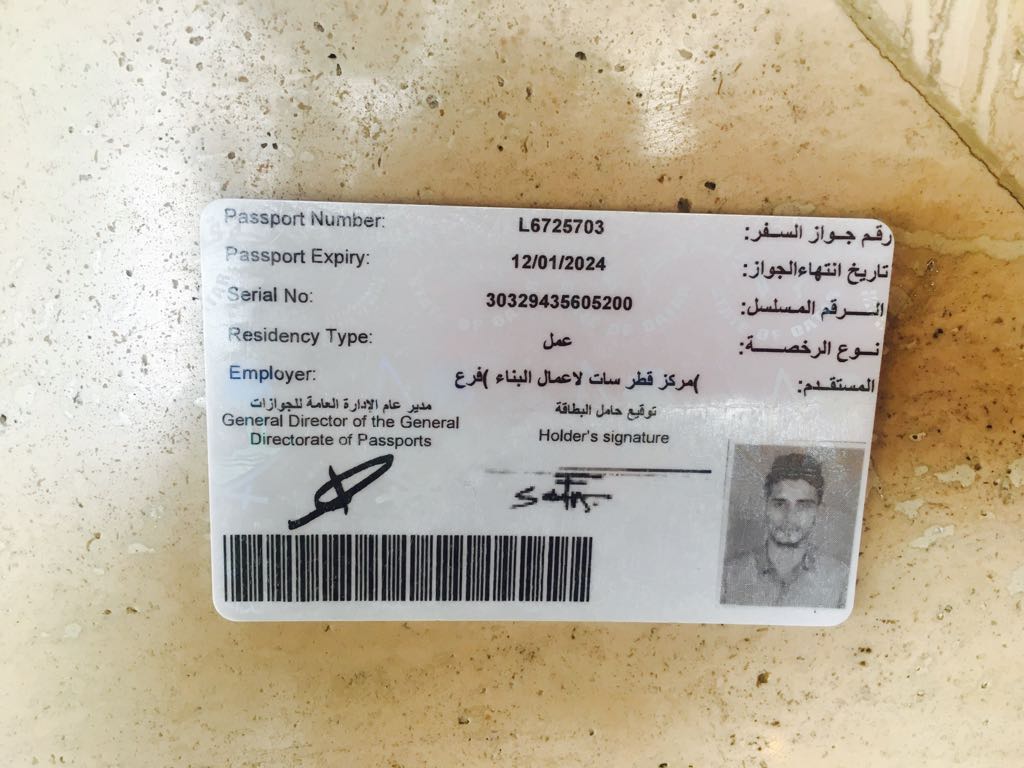 Passport Number: L6725703 رقم جواز السفر:
Passport Expiry: 12/01/2024 تاريخ انتهاءالجواز:
Serial No: 30329435605200 الرقم المسلسل:
Residency Type: عمل نوع الرخصة:
Employer: )مركز قطر سات لاعمال البناء )فرع المستقدم:
مدير عام الإدارة العامة للجوازات
General Director of the General
Directorate of Passports
توقيع حامل البطاقة
Holder's signature